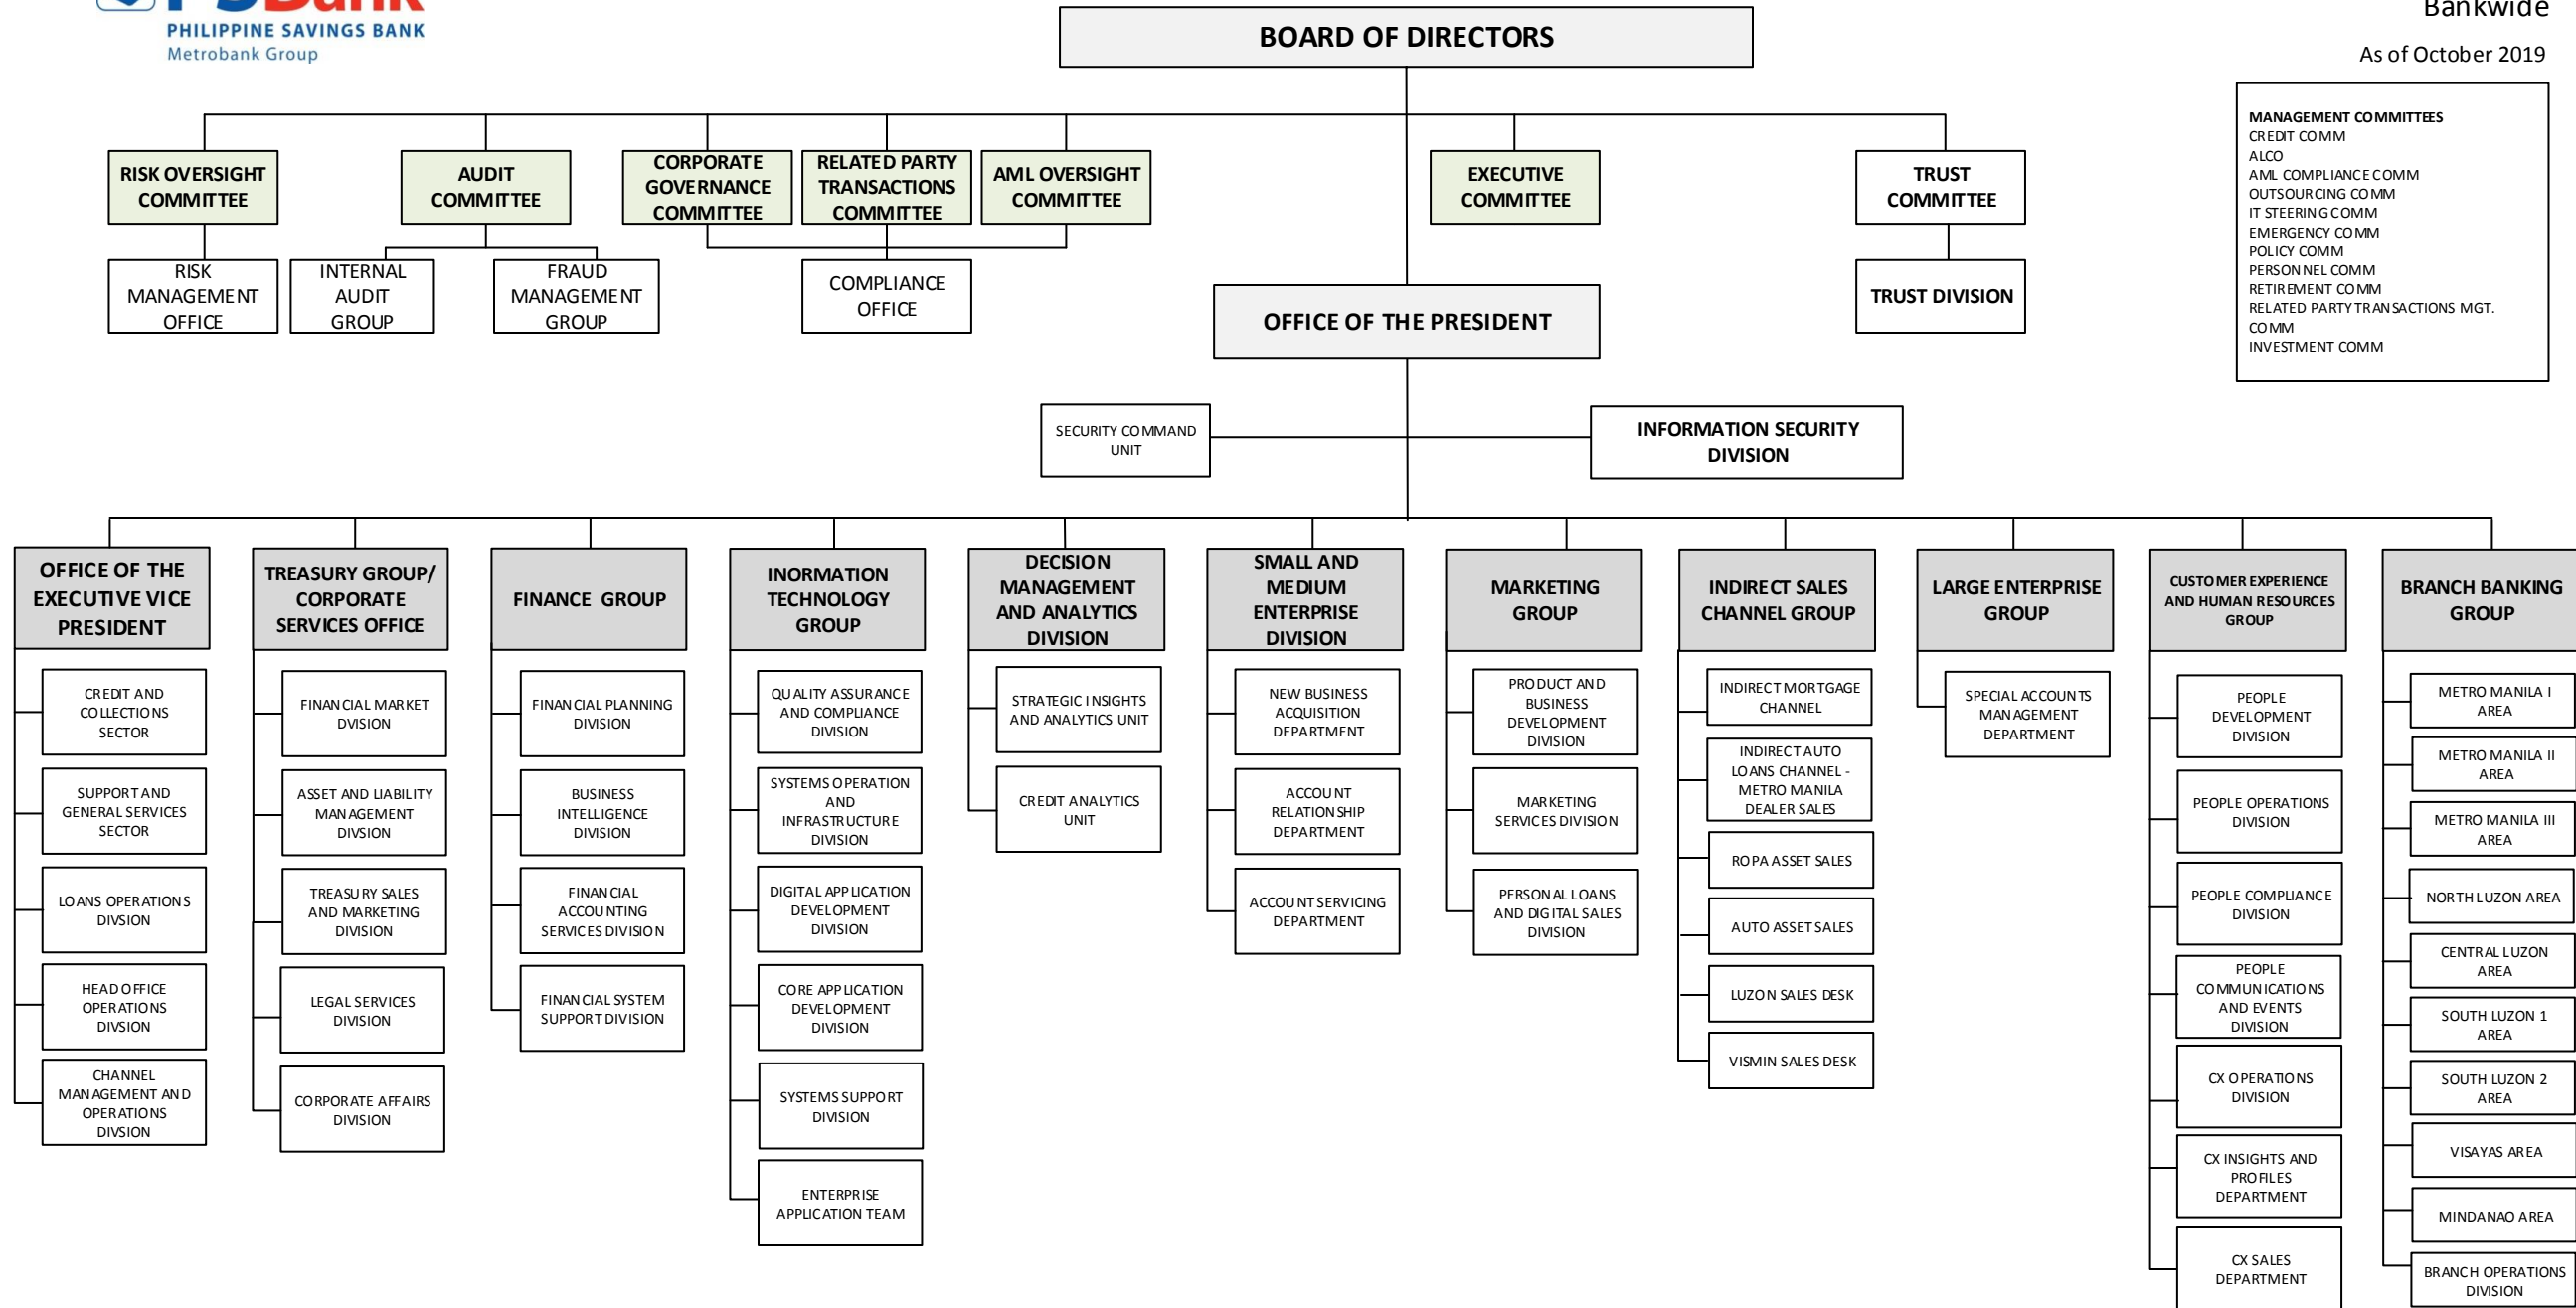 PSBank
PHILIPPINE SAVINGS BANK
Metrobank Group
Bankwide
As of October 2019
BOARD OF DIRECTORS
MANAGEMENT COMMITTEES
CREDIT COMM
ALCO
AML COMPLIANCE COMM
OUTSOURCING COMM
IT STEERING COMM
EMERGENCY COMM
POLICY COMM
PERSONNEL COMM
RETIREMENT COMM
RELATED PARTY TRANSACTIONS MGT.
COMM
INVESTMENT COMM
RISK OVERSIGHT
COMMITTEE
AUDIT
COMMITTEE
CORPORATE
GOVERNANCE
COMMITTEE
RELATED PARTY
TRANSACTIONS
COMMITTEE
AML OVERSIGHT
COMMITTEE
EXECUTIVE
COMMITTEE
TRUST
COMMITTEE
RISK
MANAGEMENT
OFFICE
INTERNAL
AUDIT
GROUP
FRAUD
MANAGEMENT
GROUP
COMPLIANCE
OFFICE
OFFICE OF THE PRESIDENT
TRUST DIVISION
SECURITY COMMAND
UNIT
INFORMATION SECURITY
DIVISION
OFFICE OF THE
EXECUTIVE VICE
PRESIDENT
CREDIT AND
COLLECTIONS
SECTOR
SUPPORT AND
GENERAL SERVICES
SECTOR
LOANS OPERATIONS
DIVSION
HEAD OFFICE
OPERATIONS
DIVSION
CHANNEL
MANAGEMENT AND
OPERATIONS
DIVSION
TREASURY GROUP/
CORPORATE
SERVICES OFFICE
FINANCIAL MARKET
DVISION
ASSET AND LIABILITY
MANAGEMENT
DIVSION
TREASURY SALES
AND MARKETING
DIVISION
LEGAL SERVICES
DIVISION
CORPORATE AFFAIRS
DIVISION
FINANCE GROUP
FINANCIAL PLANNING
DIVISION
BUSINESS
INTELLIGENCE
DIVISION
FINANCIAL
ACCOUNTING
SERVICES DIVISION
FINANCIAL SYSTEM
SUPPORT DIVISION
INORMATION
TECHNOLOGY
GROUP
QUALITY ASSURANCE
AND COMPLIANCE
DIVISION
SYSTEMS OPERATION
AND
INFRASTRUCTURE
DIVISION
DIGITAL APPLICATION
DEVELOPMENT
DIVISION
CORE APPLICATION
DEVELOPMENT
DIVISION
SYSTEMS SUPPORT
DIVISION
ENTERPRISE
APPLICATION TEAM
DECISION
MANAGEMENT
AND ANALYTICS
DIVISION
STRATEGIC INSIGHTS
AND ANALYTICS UNIT
CREDIT ANALYTICS
UNIT
SMALL AND
MEDIUM
ENTERPRISE
DIVISION
NEW BUSINESS
ACQUISITION
DEPARTMENT
ACCOUNT
RELATIONSHIP
DEPARTMENT
ACCOUNT SERVICING
DEPARTMENT
MARKETING
GROUP
PRODUCT AND
BUSINESS
DEVELOPMENT
DIVISION
MARKETING
SERVICES DIVISION
PERSONAL LOANS
AND DIGITAL SALES
DIVISION
INDIRECT SALES
CHANNEL GROUP
INDIRECT MORTGAGE
CHANNEL
INDIRECT AUTO
LOANS CHANNEL -
METRO MANILA
DEALER SALES
ROPA ASSET SALES
AUTO ASSET SALES
LUZON SALES DESK
VISMIN SALES DESK
LARGE ENTERPRISE
GROUP
SPECIAL ACCOUNTS
MANAGEMENT
DEPARTMENT
CUSTOMER EXPERIENCE
AND HUMAN RESOURCES
GROUP
PEOPLE
DEVELOPMENT
DIVISION
PEOPLE OPERATIONS
DIVISION
PEOPLE COMPLIANCE
DIVISION
PEOPLE
COMMUNICATIONS
AND EVENTS
DIVISION
CX OPERATIONS
DIVISION
CX INSIGHTS AND
PROFILES
DEPARTMENT
CX SALES
DEPARTMENT
BRANCH BANKING
GROUP
METRO MANILA I
AREA
METRO MANILA II
AREA
METRO MANILA III
AREA
NORTH LUZON AREA
CENTRAL LUZON
AREA
SOUTH LUZON 1
AREA
SOUTH LUZON 2
AREA
VISAYAS AREA
MINDANAO AREA
BRANCH OPERATIONS
DIVISION